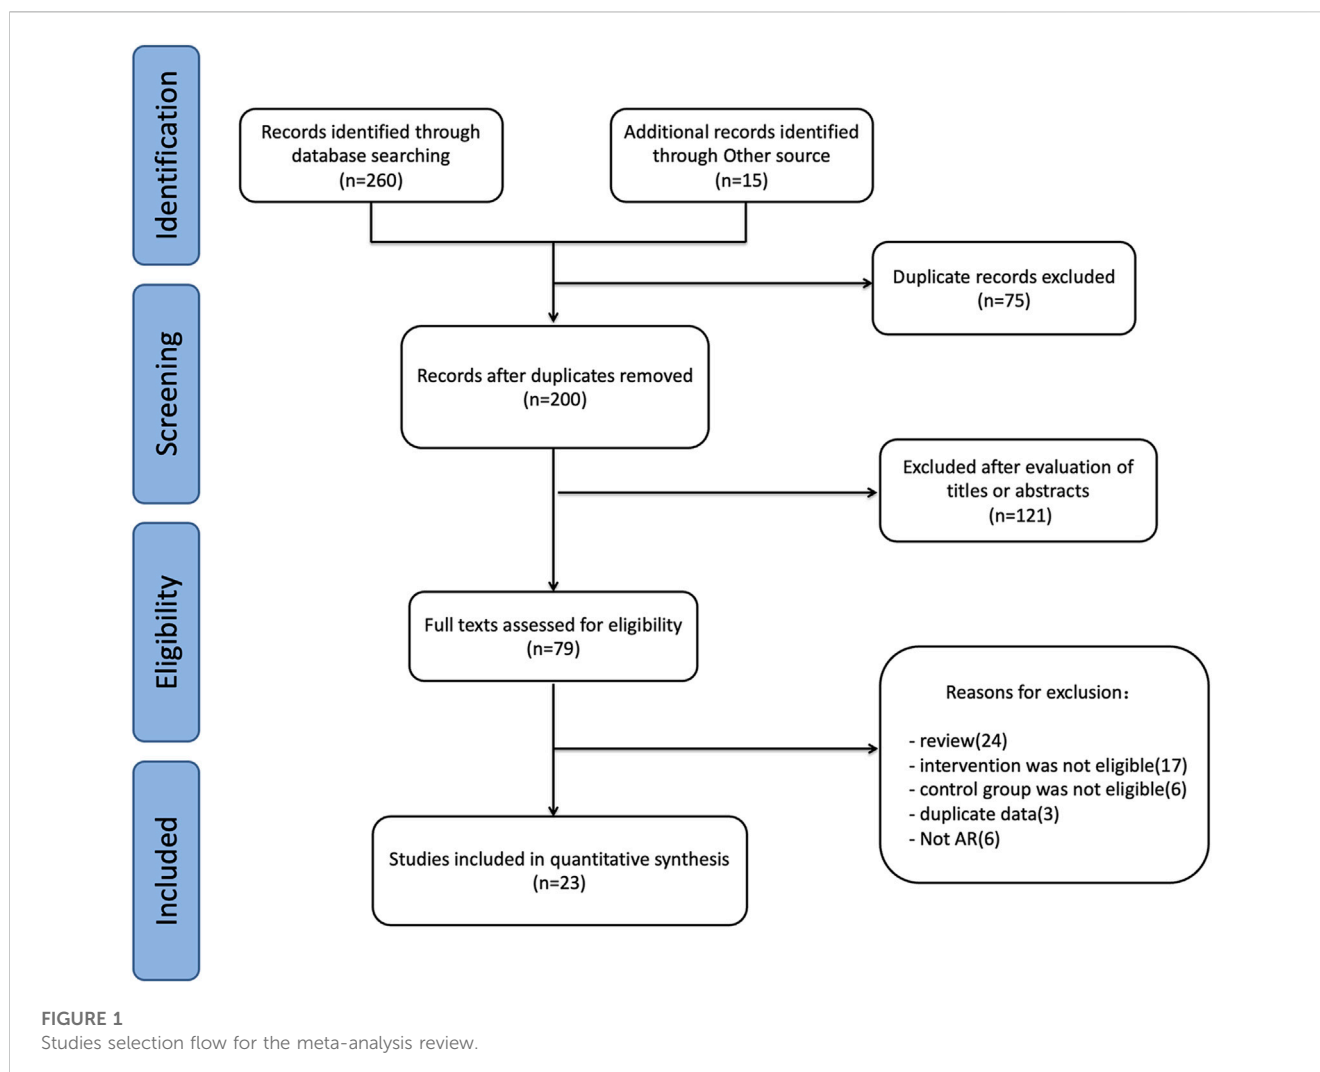 Identification
Records identified through
database searching
(n=260)
Additional records identified
through Other source
(n=15)
Duplicate records excluded
(n=75)
Screening
Records after duplicates removed
(n=200)
Excluded after evaluation of
titles or abstracts
(n=121)
Eligibility
Full texts assessed for eligibility
(n=79)
Reasons for exclusion：
- review(24)
- intervention was not eligible(17)
- control group was not eligible(6)
- duplicate data(3)
- Not AR(6)
Included
Studies included in quantitative synthesis
(n=23)
FIGURE 1
Studies selection flow for the meta-analysis review.